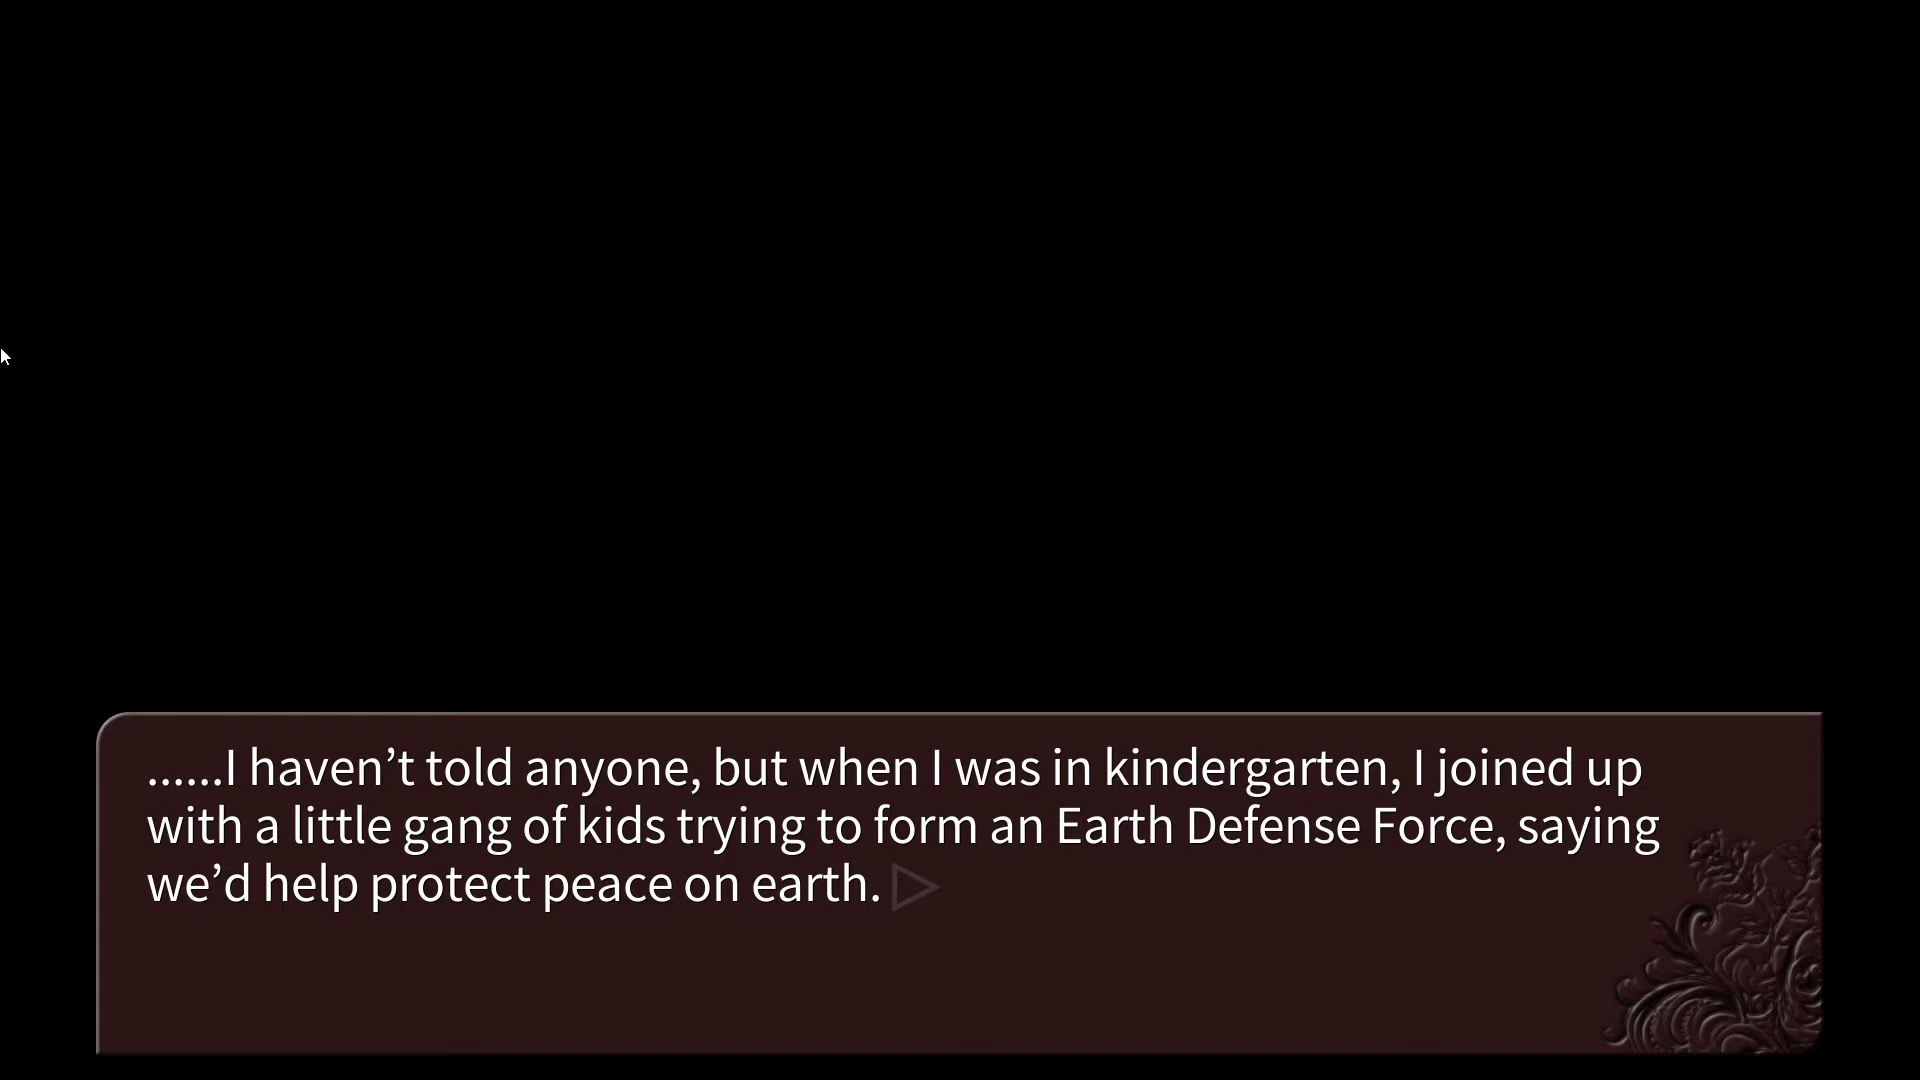 ......I haven’t told anyone, but when I was in kindergarten, I joined up
with a little gang of kids trying to form an Earth Defense Force, saying
we’d help protect peace on earth.